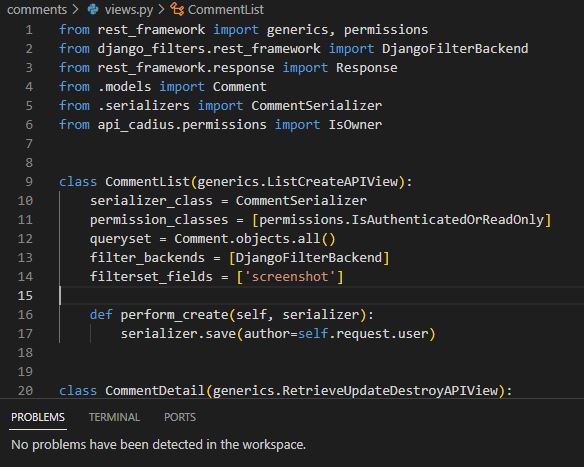 comments > views.py > CommentList
1 from rest_framework import generics, permissions
2 from django_filters.rest_framework import DjangoFilterBackend
3 from rest_framework.response import Response
4 from .models import Comment
5 from .serializers import CommentSerializer
6 from api_cadius.permissions import IsOwner
7
8
9 class CommentList(generics.ListCreateAPIView):
10     serializer_class = CommentSerializer
11     permission_classes = [permissions.IsAuthenticatedOrReadOnly]
12     queryset = Comment.objects.all()
13     filter_backends = [DjangoFilterBackend]
14     filterset_fields = ['screenshot']
15
16     def perform_create(self, serializer):
17         serializer.save(author=self.request.user)
18
19
20 class CommentDetail(generics.RetrieveUpdateDestroyAPIView):
PROBLEMS TERMINAL PORTS
No problems have been detected in the workspace.